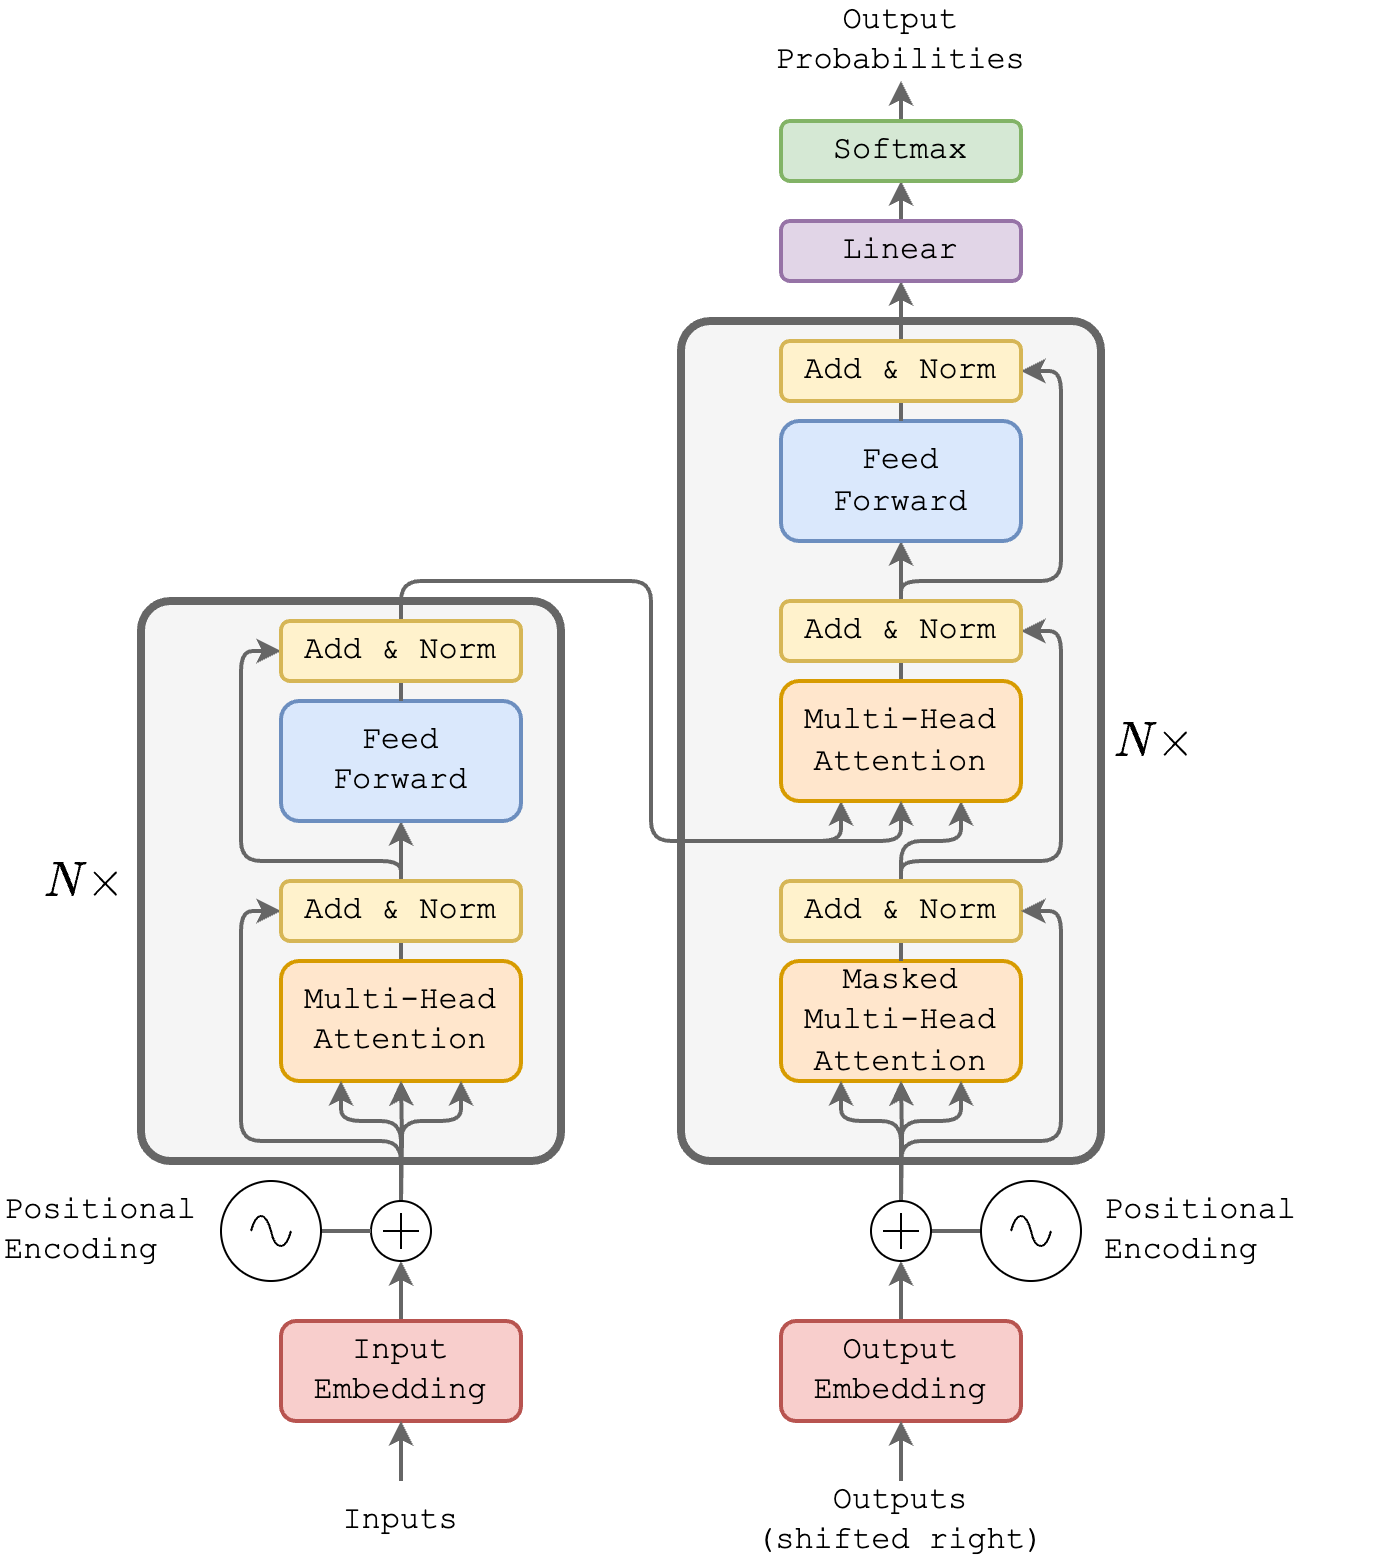 Output
Probabilities
Softmax
Linear
Add & Norm
Feed
Forward
Add & Norm
Multi-Head
Attention
N×
Add & Norm
Masked
Multi-Head
Attention
Add & Norm
Feed
Forward
N×
Add & Norm
Multi-Head
Attention
Positional
Encoding
Positional
Encoding
Input
Embedding
Output
Embedding
Inputs
Outputs
(shifted right)